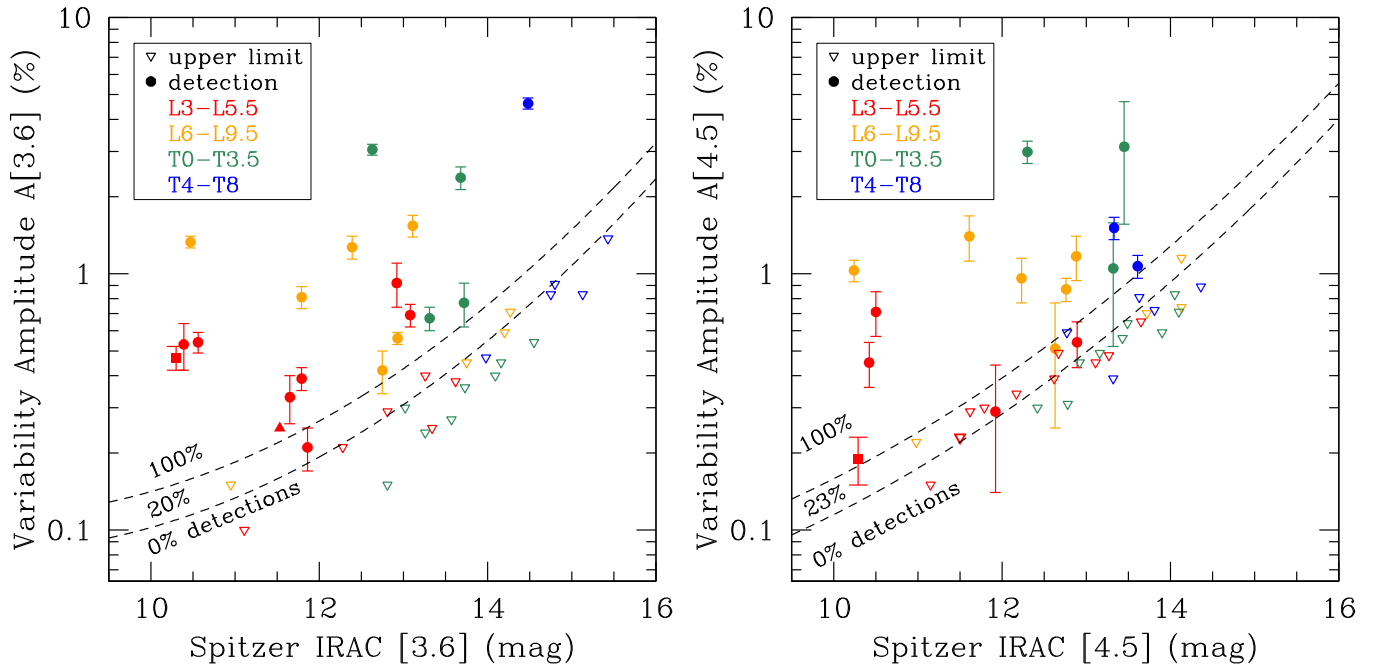 10
1
0.1
Variability Amplitude A[3.6] (%)
upper limit
detection
L3-L5.5
L6-L9.5
T0-T3.5
T4-T8
100%
20%
0% detections
10 12 14 16
Spitzer IRAC [3.6] (mag)
10
1
0.1
Variability Amplitude A[4.5] (%)
upper limit
detection
L3-L5.5
L6-L9.5
T0-T3.5
T4-T8
100%
23%
0% detections
10 12 14 16
Spitzer IRAC [4.5] (mag)